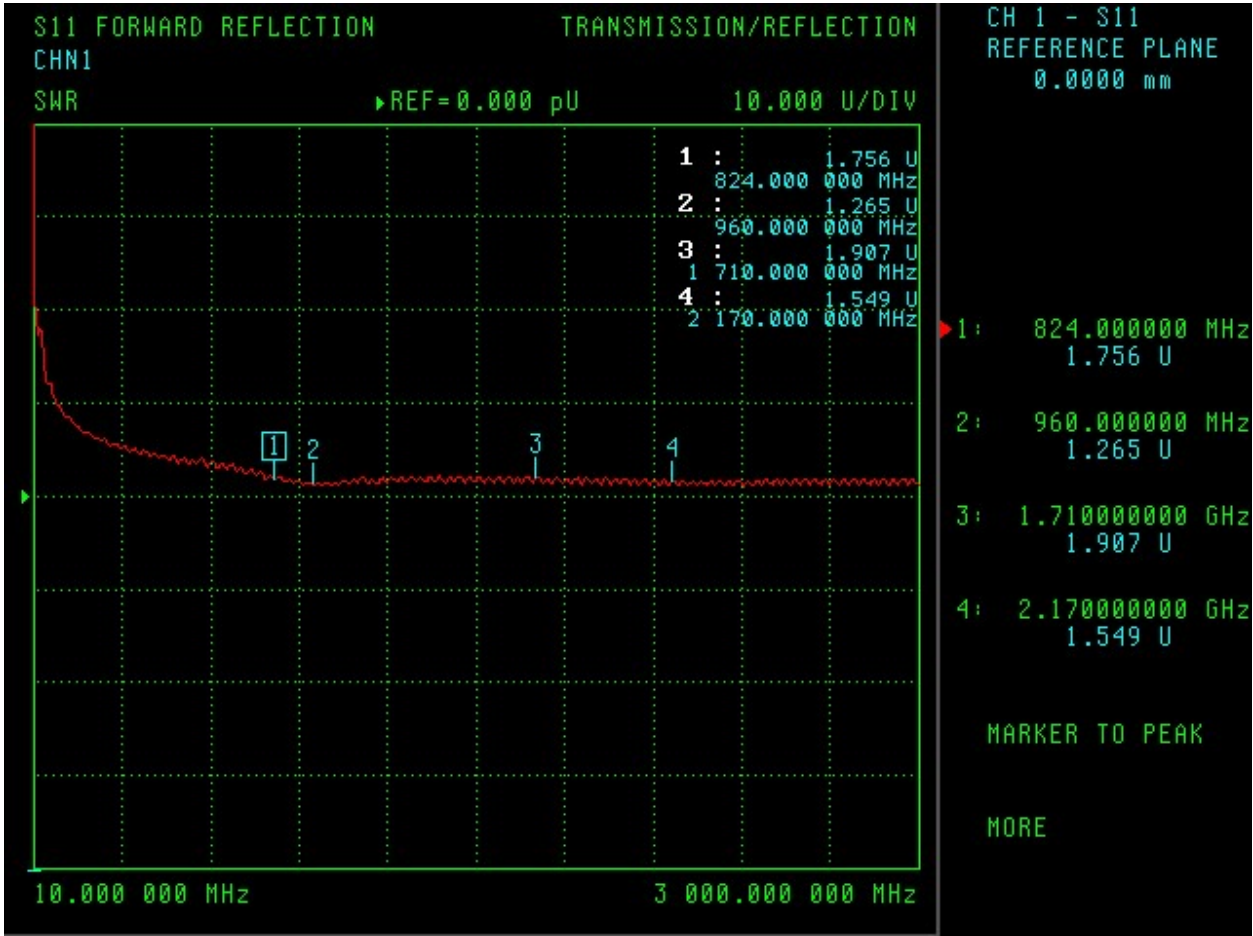 S11 FORWARD REFLECTION TRANSMISSION/REFLECTION
CHN1
SWR ▶REF=0.000 pU 10.000 U/DIV
1 : 1.756 U
824.000 000 MHz
2 : 1.265 U
960.000 000 MHz
3 : 1.907 U
1 710.000 000 MHz
4 : 1.549 U
2 170.000 000 MHz
1 2 3 4
10.000 000 MHz 3 000.000 000 MHz
CH 1 - S11
REFERENCE PLANE
0.0000 mm
▶1: 824.000000 MHz
1.756 U
2: 960.000000 MHz
1.265 U
3: 1.710000000 GHz
1.907 U
4: 2.170000000 GHz
1.549 U
MARKER TO PEAK
MORE